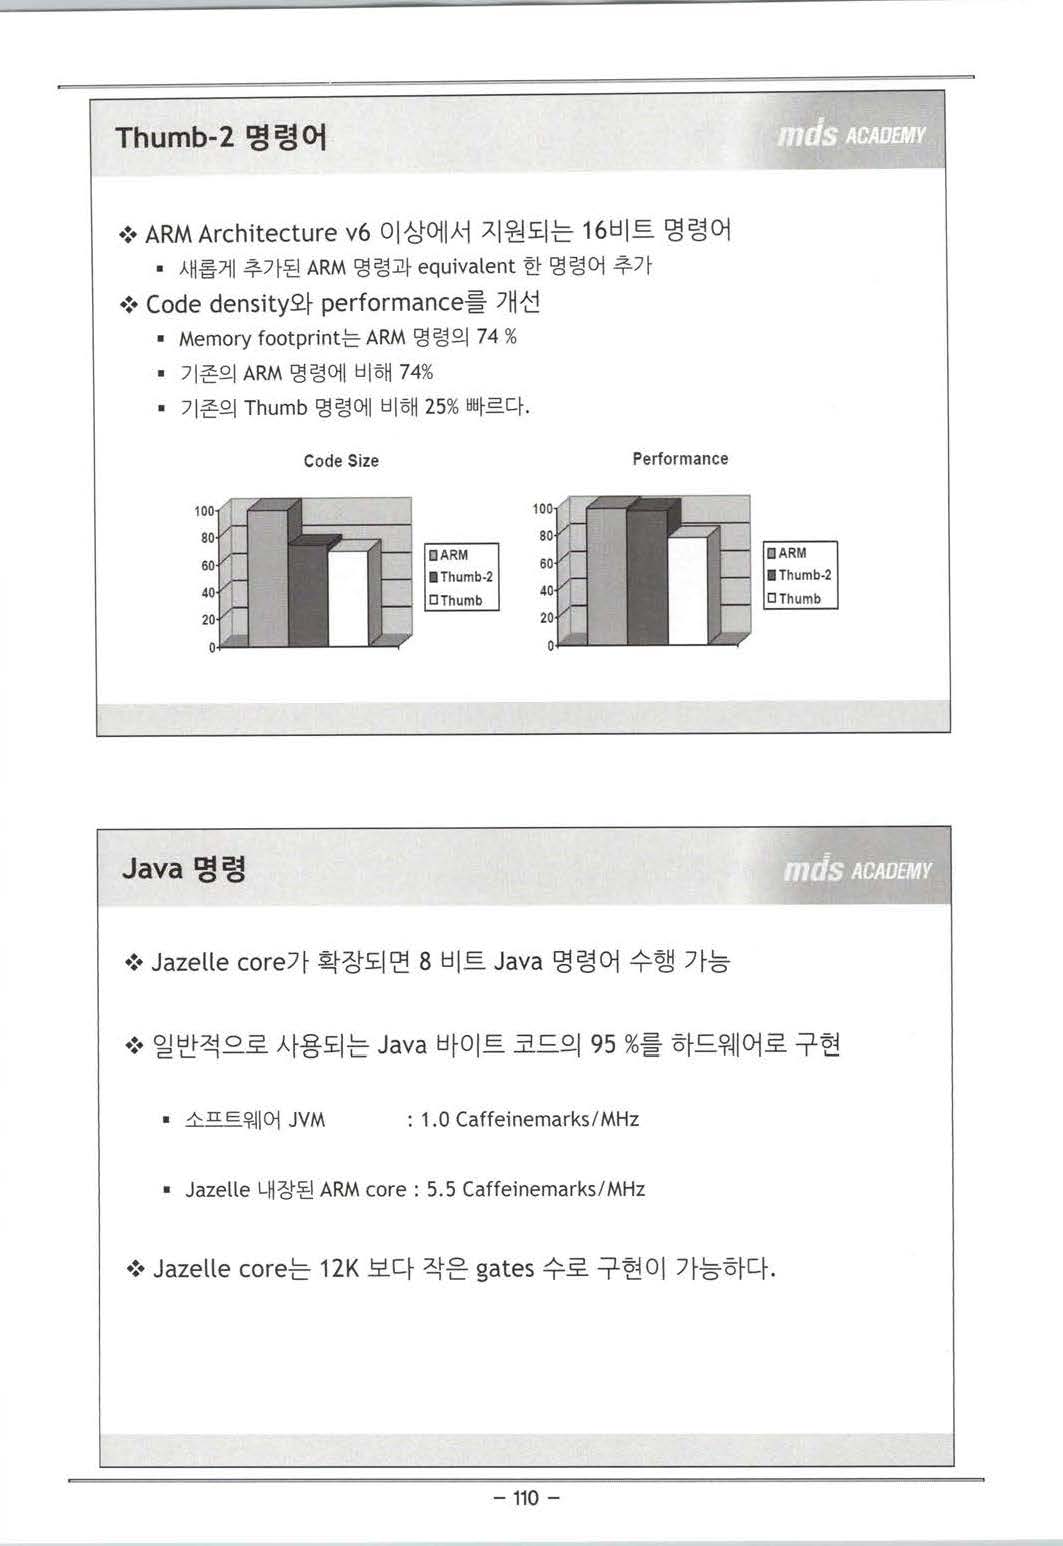 Thumb-2 명령어
mds ACADEMY
❖ ARM Architecture v6 이상에서 지원되는 16비트 명령어
▪ 새롭게 추가된 ARM 명령과 equivalent 한 명령어 추가
❖ Code density와 performance를 개선
▪ Memory footprint는 ARM 명령의 74 %
▪ 기존의 ARM 명령에 비해 74%
▪ 기존의 Thumb 명령에 비해 25% 빠르다.
Code Size
100
80
60
40
20
0
ARM
Thumb-2
Thumb
Performance
100
80
60
40
20
0
ARM
Thumb-2
Thumb
Java 명령
mds ACADEMY
❖ Jazelle core가 확장되면 8 비트 Java 명령어 수행 가능
❖ 일반적으로 사용되는 Java 바이트 코드의 95 %를 하드웨어로 구현
▪ 소프트웨어 JVM : 1.0 Caffeinemarks/MHz
▪ Jazelle 내장된 ARM core : 5.5 Caffeinemarks/MHz
❖ Jazelle core는 12K 보다 작은 gates 수로 구현이 가능하다.
- 110 -